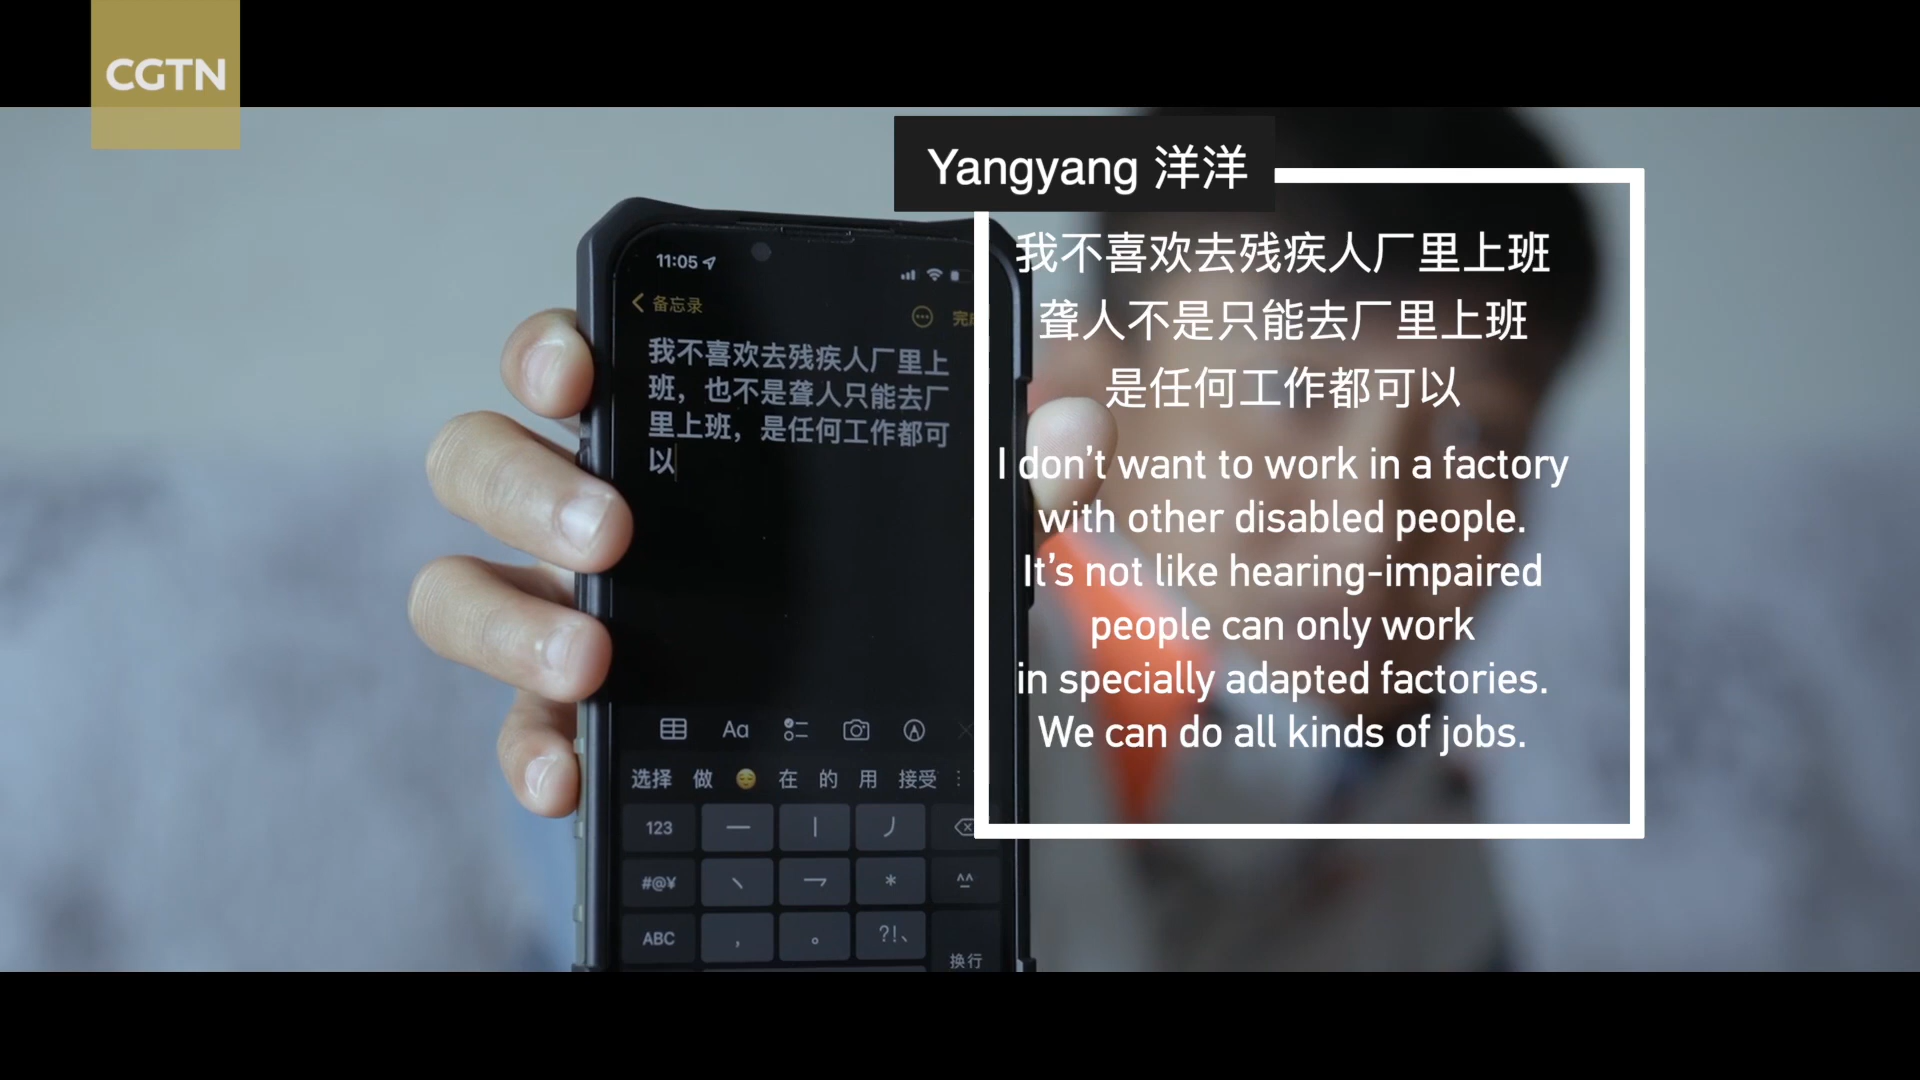 CGTN
Yangyang 洋洋
我不喜欢去残疾人厂里上班
聋人不是只能去厂里上班
是任何工作都可以
I don't want to work in a factory
with other disabled people.
It's not like hearing-impaired
people can only work
in specially adapted factories.
We can do all kinds of jobs.
11:05
备忘录
我不喜欢去残疾人厂里上
班，也不是聋人只能去厂
里上班，是任何工作都可
以
Aa
选择 做 😌 在 的 用 接受
123 一 丨 丿
#@¥ 丶 乛 * ^^
ABC ， 。 ?!、
换行